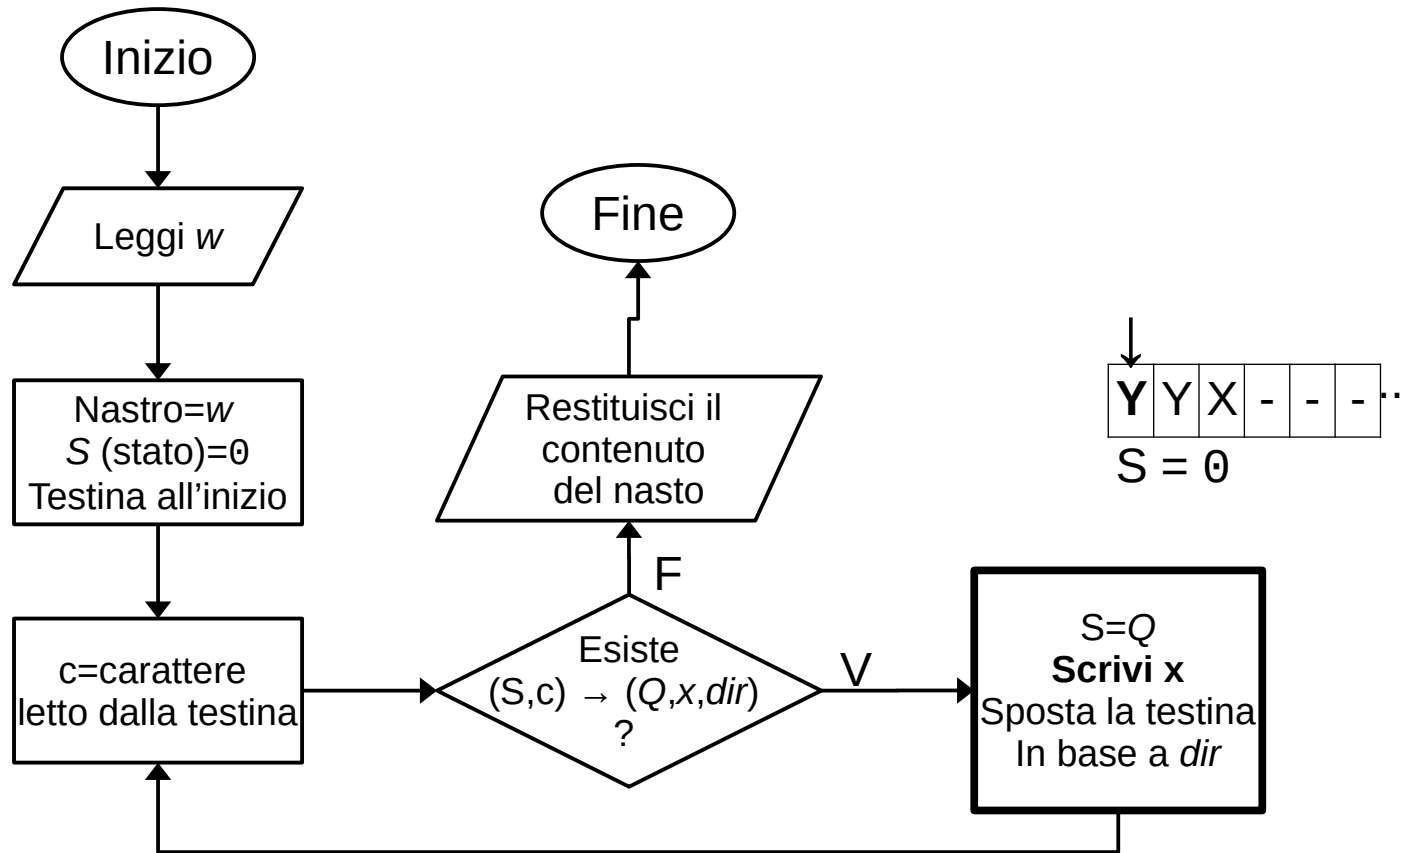 Inizio
Leggi w
Nastro=w
S (stato)=0
Testina all’inizio
c=carattere
letto dalla testina
Fine
Restituisci il
contenuto
del nasto
F
Esiste
(S,c) → (Q,x,dir)
?
V
Y Y X - - - ..
S = 0
S=Q
Scrivi x
Sposta la testina
In base a dir